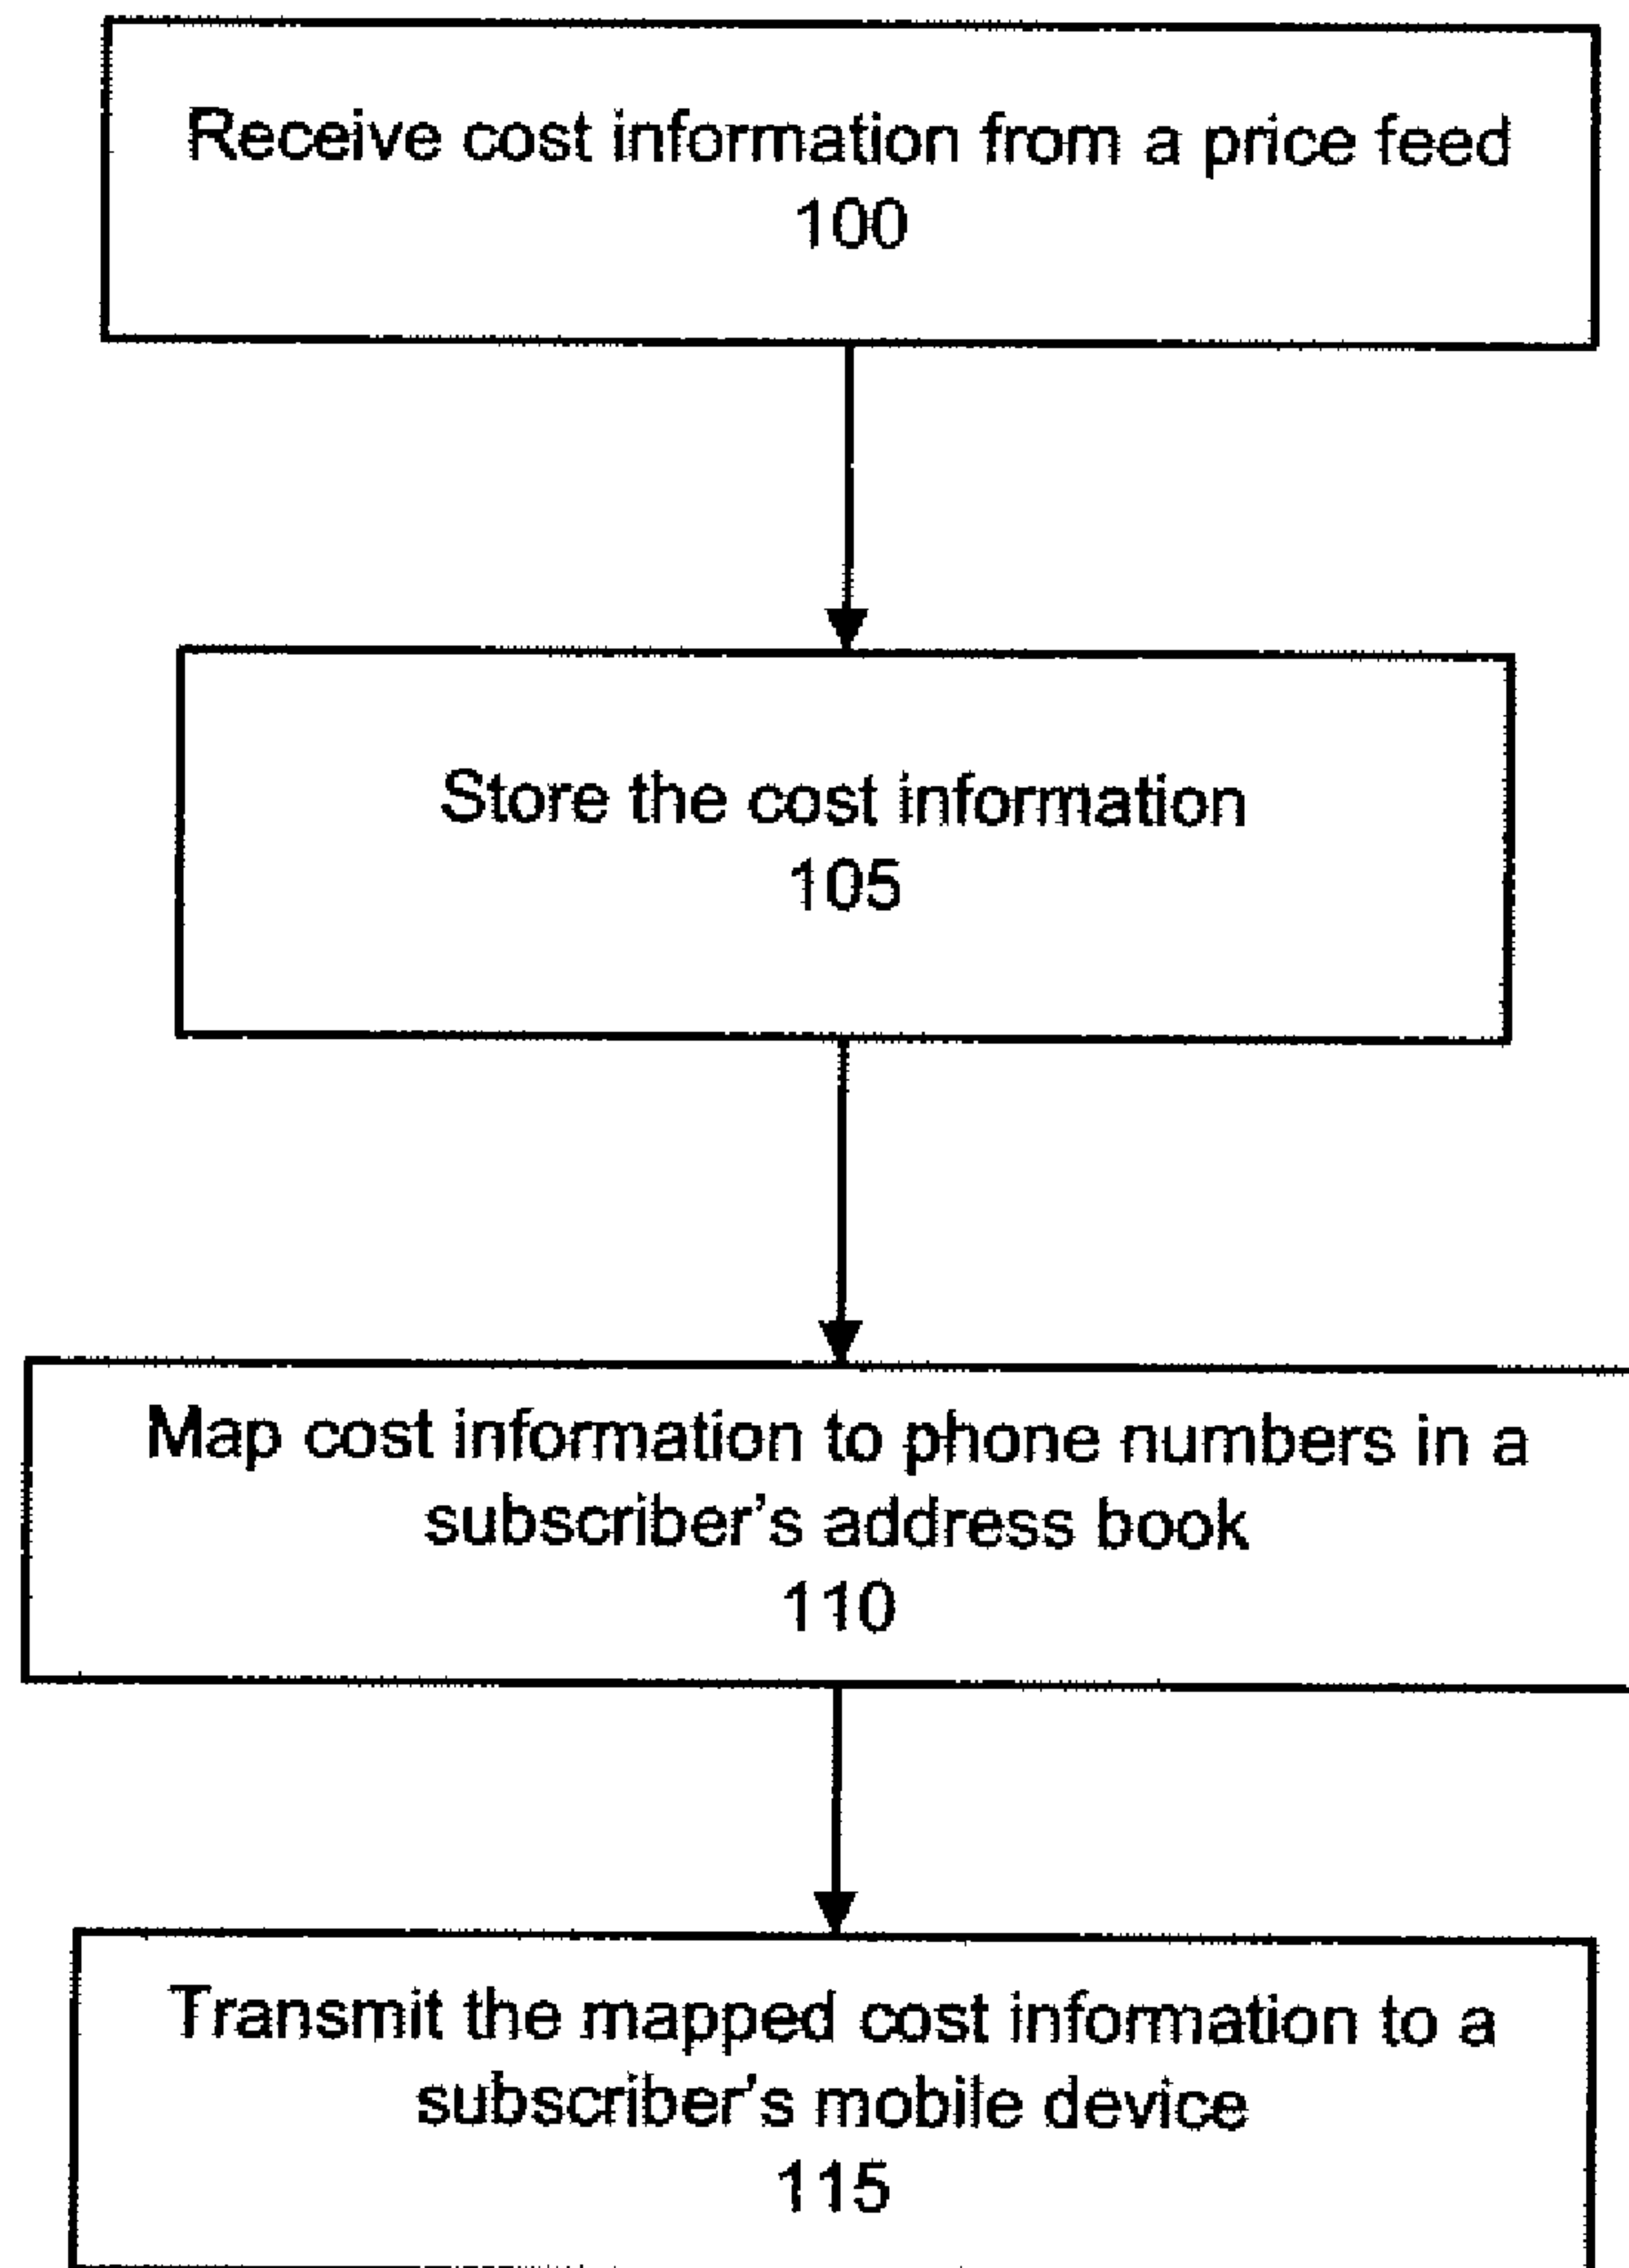 Receive cost information from a price feed
100
Store the cost information
105
Map cost information to phone numbers in a
subscriber's address book
110
Transmit the mapped cost information to a
subscriber's mobile device
115